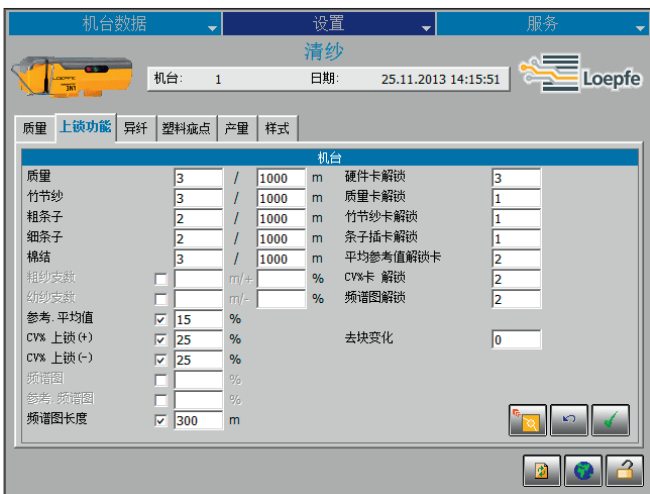 机台数据 设置 服务
清纱
LOEPFE
3N1
机台: 1 日期: 25.11.2013 14:15:51
Loepfe
质量 上锁功能 异纤 塑料疵点 产量 样式
机台
质量 3 / 1000 m 硬件卡解锁 3
竹节纱 3 / 1000 m 质量卡解锁 1
粗条子 2 / 1000 m 竹节纱卡解锁 1
细条子 2 / 1000 m 条子插卡解锁 1
棉结 3 / 1000 m 平均参考值解锁卡 2
粗纱支数 m/+ % CV%卡 解锁 2
幼纱支数 m/- % 频谱图解锁 2
参考.平均值 15 %
CV% 上锁(+) 25 % 去块变化 0
CV% 上锁(-) 25 %
频谱图 %
参考.频谱图 %
频谱图长度 300 m